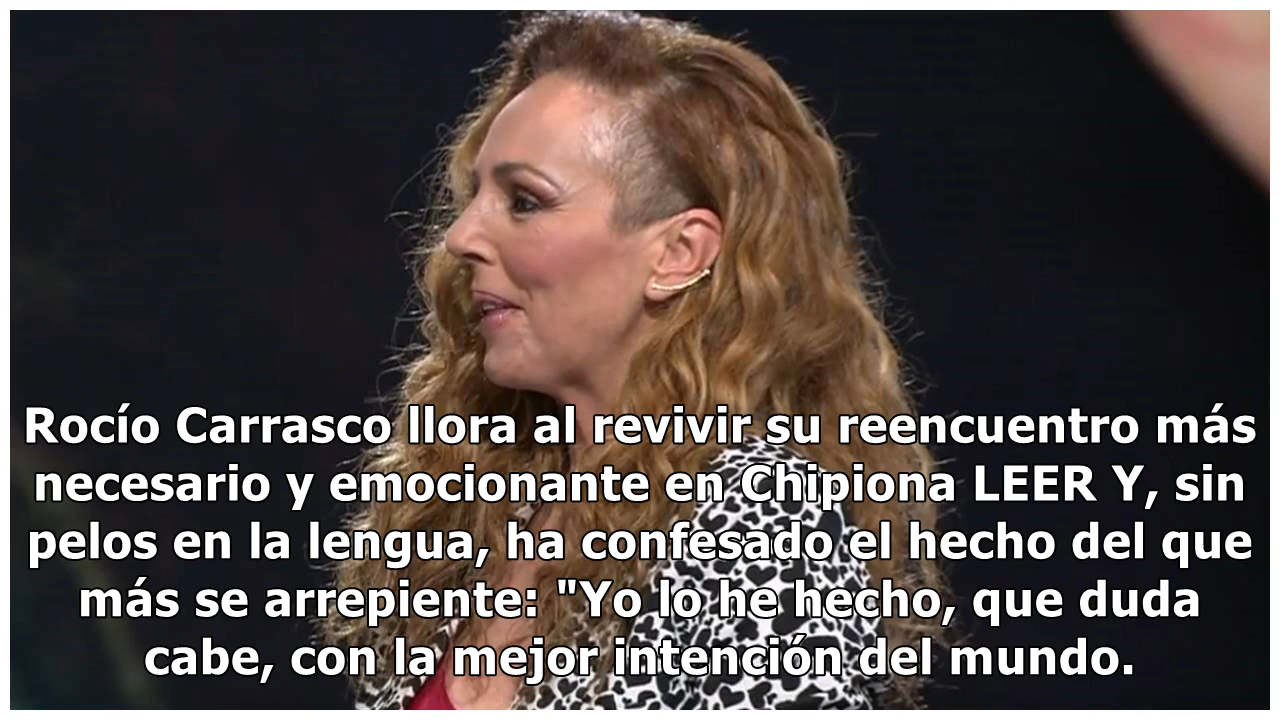 Rocío Carrasco llora al revivir su reencuentro más
necesario y emocionante en Chipiona LEER Y, sin
pelos en la lengua, ha confesado el hecho del que
más se arrepiente: "Yo lo he hecho, que duda
cabe, con la mejor intención del mundo.